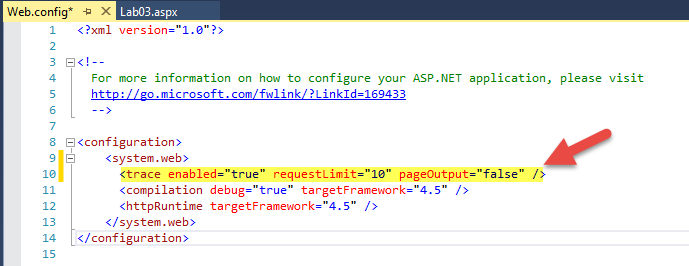 Web.config*
Lab03.aspx
1 <?xml version="1.0"?>
2
3 <!--
4 For more information on how to configure your ASP.NET application, please visit
5 http://go.microsoft.com/fwlink/?LinkId=169433
6 -->
7
8 <configuration>
9 <system.web>
10 <trace enabled="true" requestLimit="10" pageOutput="false" />
11 <compilation debug="true" targetFramework="4.5" />
12 <httpRuntime targetFramework="4.5" />
13 </system.web>
14 </configuration>
15